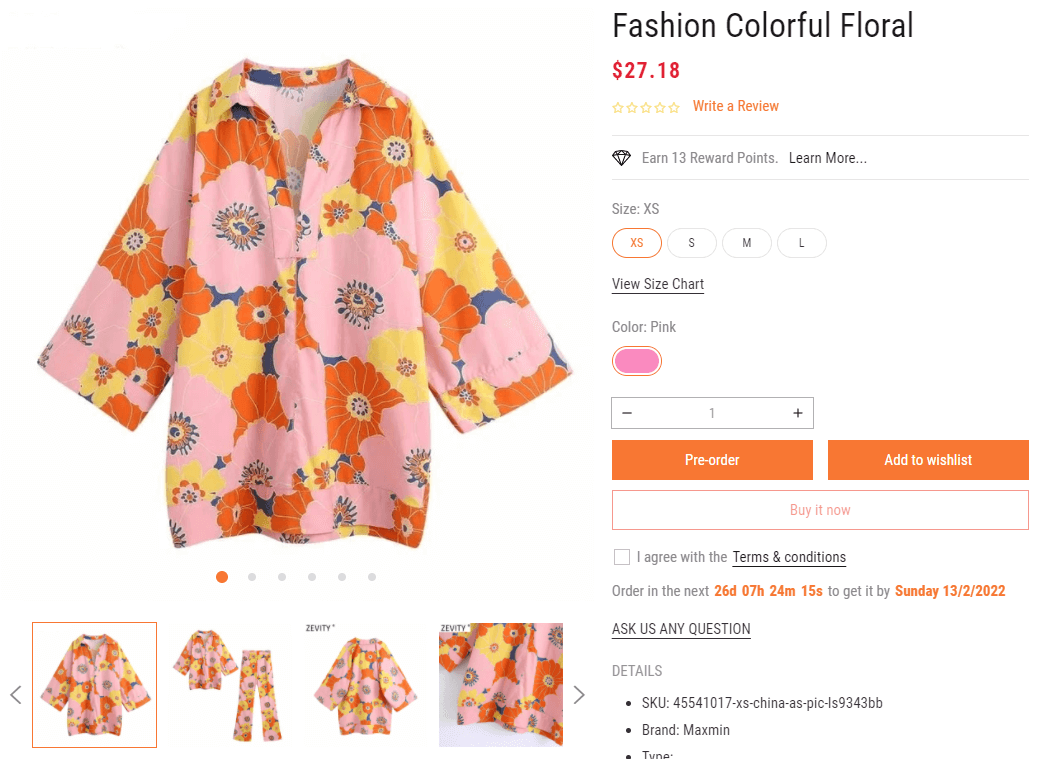 Fashion Colorful Floral
$27.18
Write a Review
Earn 13 Reward Points. Learn More...
Size: XS
XS S M L
View Size Chart
Color: Pink
1
Pre-order Add to wishlist
Buy it now
I agree with the Terms & conditions
Order in the next 26d 07h 24m 15s to get it by Sunday 13/2/2022
ASK US ANY QUESTION
ZEVITY
ZEVITY
DETAILS
SKU: 45541017-xs-china-as-pic-ls9343bb
Brand: Maxmin
Type: